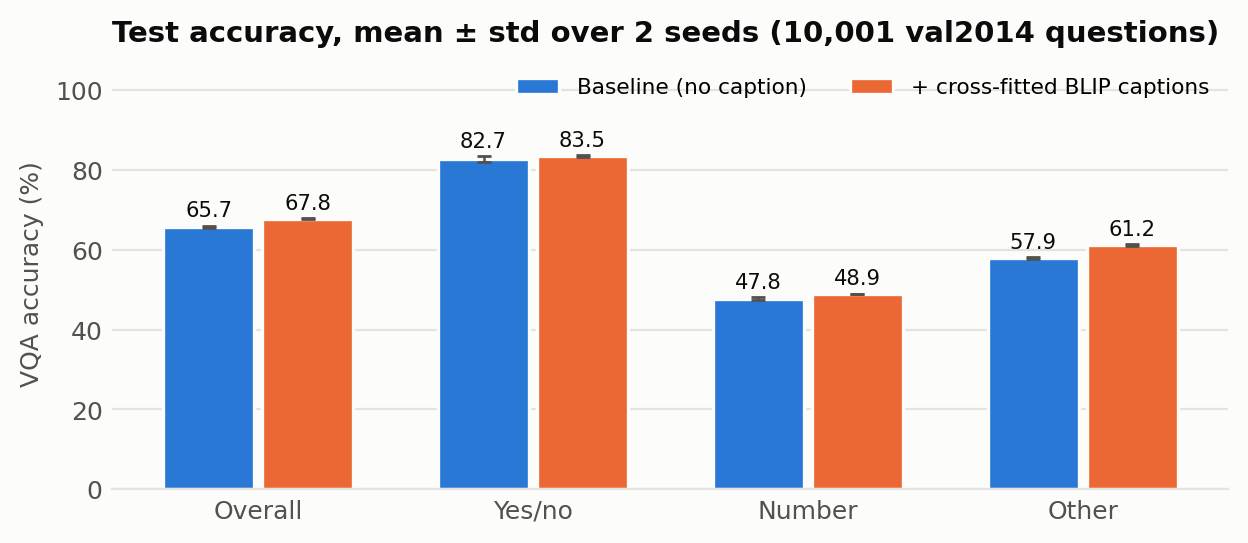 Test accuracy, mean ± std over 2 seeds (10,001 val2014 questions)
Baseline (no caption)
+ cross-fitted BLIP captions
VQA accuracy (%)
100
80
60
40
20
0
65.7
67.8
82.7
83.5
47.8
48.9
57.9
61.2
Overall
Yes/no
Number
Other